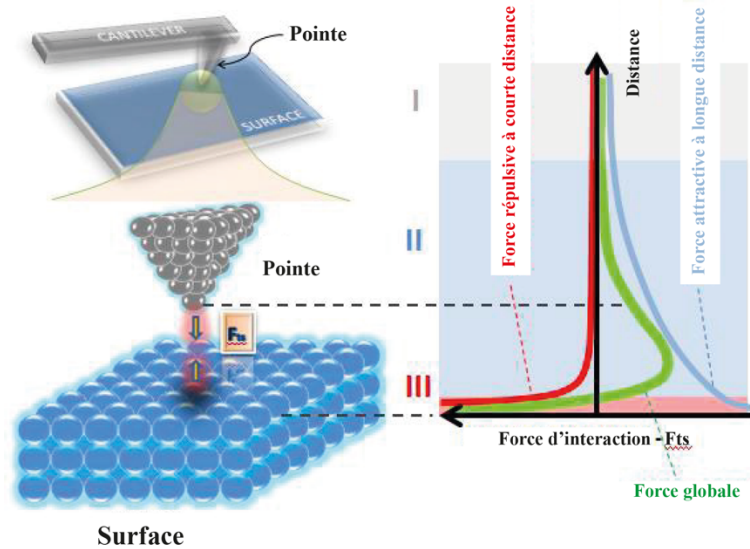 CANTILEVER
Pointe
SURFACE
Pointe
Fts
Surface
I
II
III
Force répulsive à courte distance
Distance
Force attractive à longue distance
Force d'interaction - Fts
Force globale